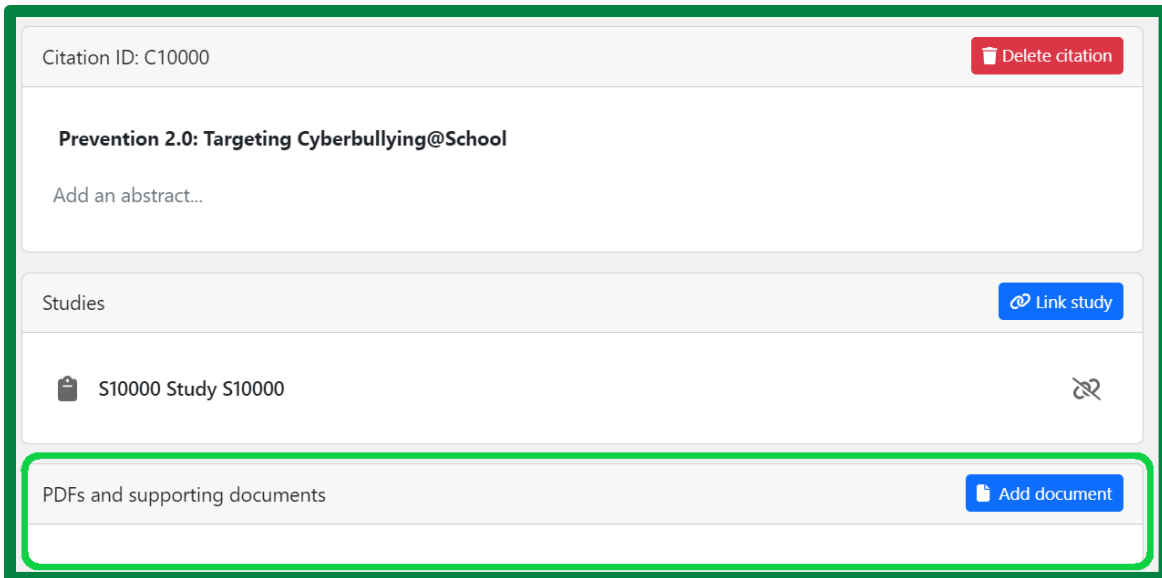 Citation ID: C10000
Delete citation
Prevention 2.0: Targeting Cyberbullying@School
Add an abstract...
Studies
Link study
S10000 Study S10000
PDFs and supporting documents
Add document